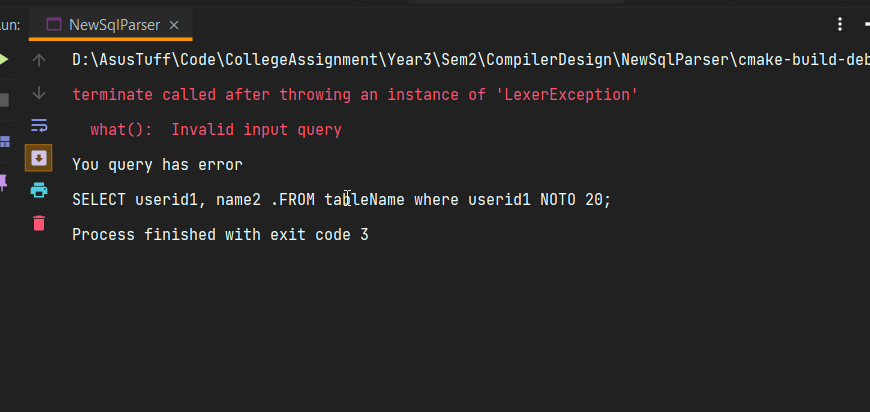 un:
NewSqlParser
D:\AsusTuff\Code\CollegeAssignment\Year3\Sem2\CompilerDesign\NewSqlParser\cmake-build-deb
terminate called after throwing an instance of 'LexerException'
what(): Invalid input query
You query has error
SELECT userid1, name2 .FROM tableName where userid1 NOTO 20;
Process finished with exit code 3